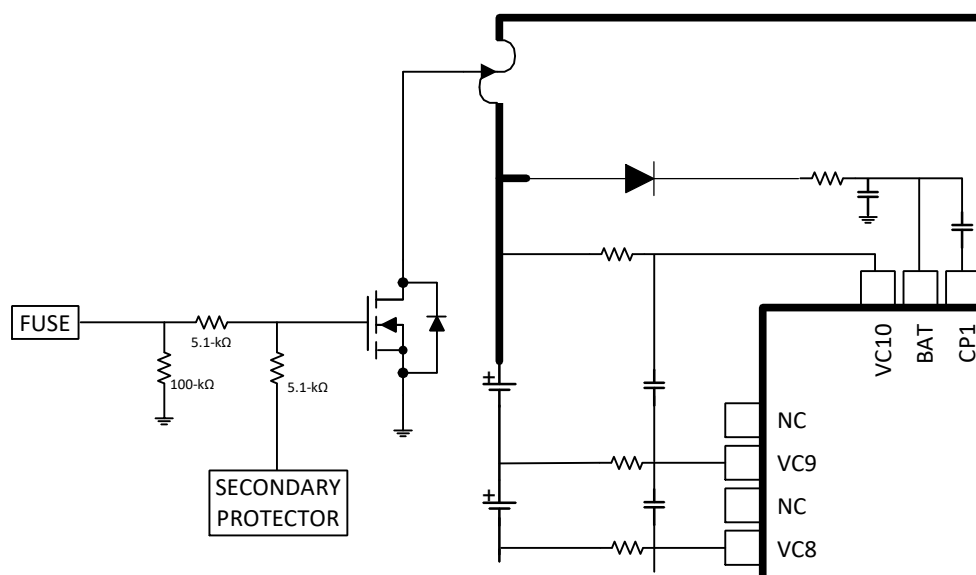 VC10
BAT
CP1
FUSE
5.1-kΩ
100-kΩ
5.1-kΩ
+
NC
VC9
SECONDARY
PROTECTOR
+
NC
VC8